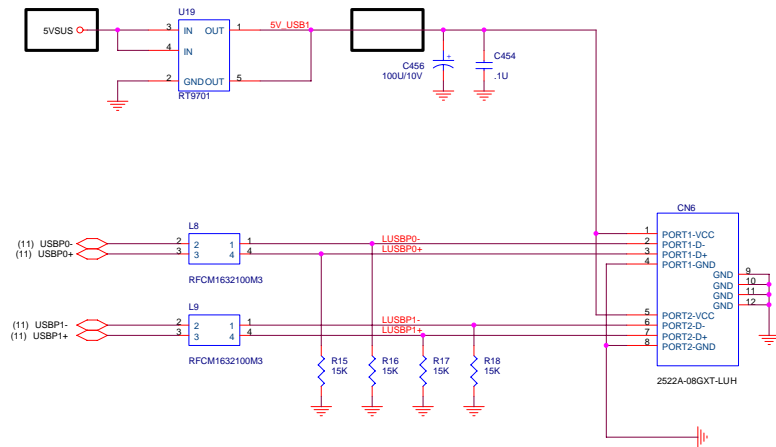 U19
5VSUS
3 IN OUT 1
5V_USB1
4 IN
2 GND OUT 5
RT9701
C456
100U/10V
+
C454
.1U
CN6
L8
(11) USBP0- 2 2 1 1 LUSBP0-
(11) USBP0+ 3 3 4 4 LUSBP0+
RFCM1632100M3
1 PORT1-VCC
2 PORT1-D-
3 PORT1-D+
4 PORT1-GND
GND 9
GND 10
GND 11
GND 12
L9
(11) USBP1- 2 2 1 1 LUSBP1-
(11) USBP1+ 3 3 4 4 LUSBP1+
RFCM1632100M3
5 PORT2-VCC
6 PORT2-D-
7 PORT2-D+
8 PORT2-GND
R15 R16 R17 R18
15K 15K 15K 15K
2522A-08GXT-LUH